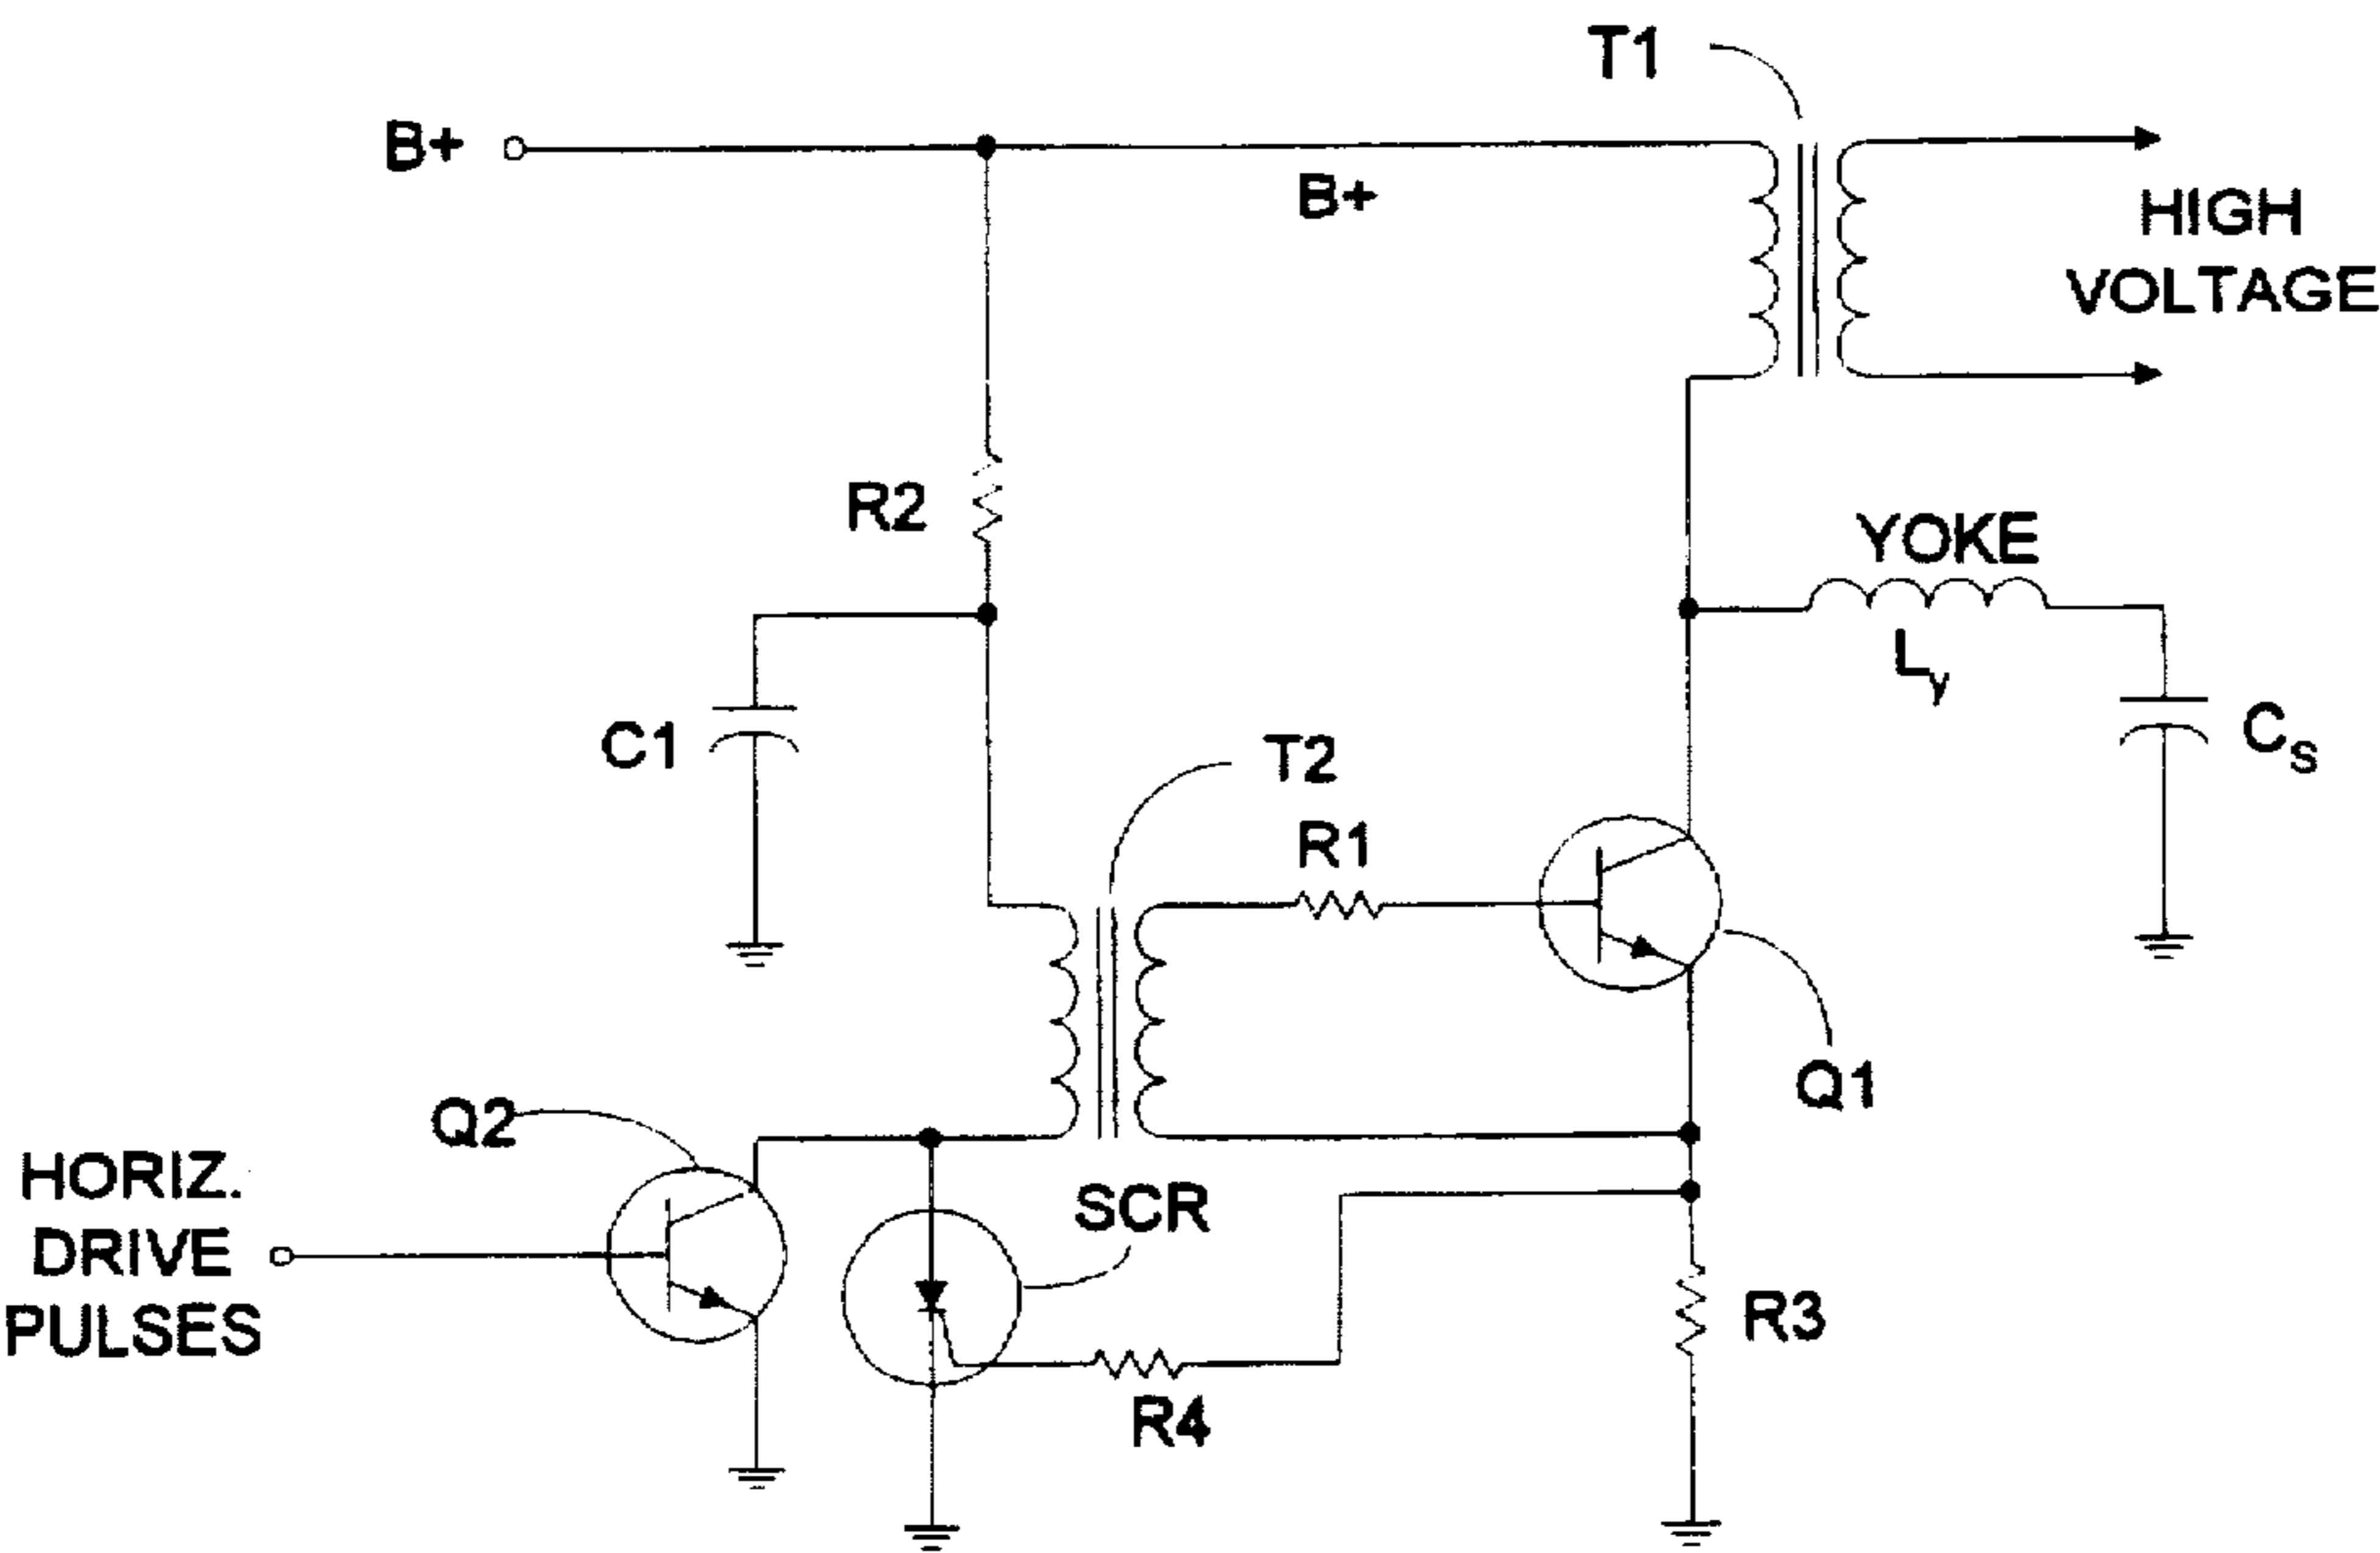 T1
B+
B+
HIGH
VOLTAGE
R2
YOKE
Ly
C1
CS
T2
R1
Q1
Q2
HORIZ.
DRIVE
PULSES
SCR
R3
R4